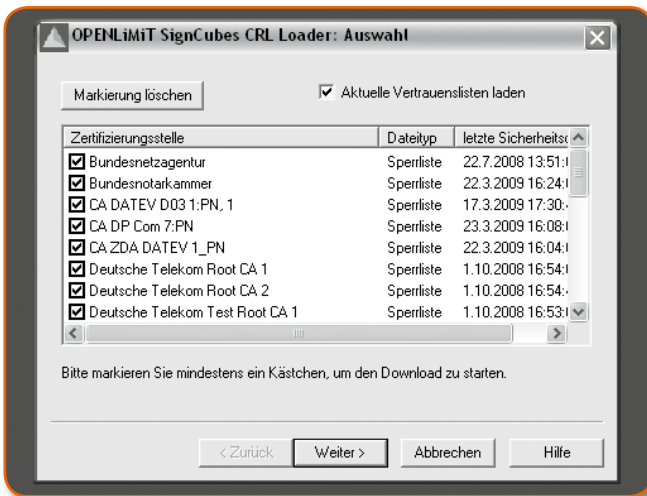 OPENLiMiT SignCubes CRL Loader: Auswahl
Markierung löschen
Aktuelle Vertrauenslisten laden
Zertifizierungsstelle Dateityp letzte
Bundesnetzagentur Sperrliste 22.7.2008 13:51:
Bundesnotarkammer Sperrliste 22.3.2009 16:24:
CA DATEV D03 1:PN, 1 Sperrliste 17.3.2009 17:30:
CA DP Com 7:PN Sperrliste 23.3.2009 16:08:
CA ZDA DATEV 1_PN Sperrliste 22.3.2009 16:04:
Deutsche Telekom Root CA 1 Sperrliste 1.10.2008 16:54:
Deutsche Telekom Root CA 2 Sperrliste 1.10.2008 16:54:
Deutsche Telekom Test Root CA 1 Sperrliste 1.10.2008 16:53:
Bitte markieren Sie mindestens ein Kästchen, um den Download zu starten.
< Zurück Weiter > Abbrechen Hilfe